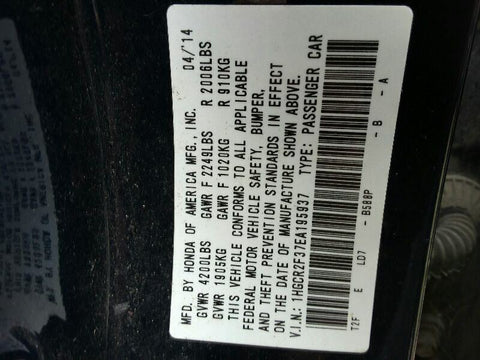 MFD. BY HONDA OF AMERICA MFG., INC. 04/'14
GVWR 4200LBS GAWR F 2249LBS R 2006LBS
GVWR 1905KG GAWR F 1020KG R 910KG
THIS VEHICLE CONFORMS TO ALL APPLICABLE
FEDERAL MOTOR VEHICLE SAFETY, BUMPER,
AND THEFT PREVENTION STANDARDS IN EFFECT
ON THE DATE OF MANUFACTURE SHOWN ABOVE.
V.I.N.: 1HGCR2F37EA195937 TYPE: PASSENGER CAR
T2F E LD7 - B588P - B - A